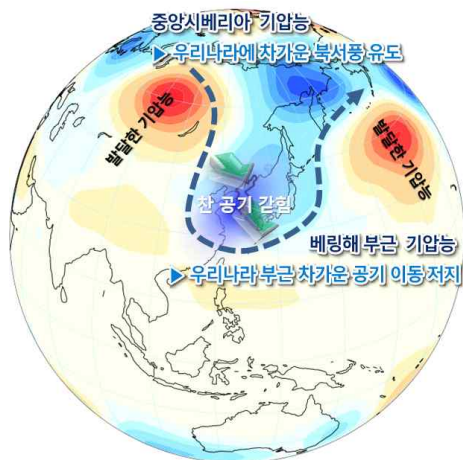 중앙시베리아 기압능
▶ 우리나라에 차가운 북서풍 유도
발달한 기압능
발달한 기압능
찬 공기 갇힘
베링해 부근 기압능
▶ 우리나라 부근 차가운 공기 이동 저지